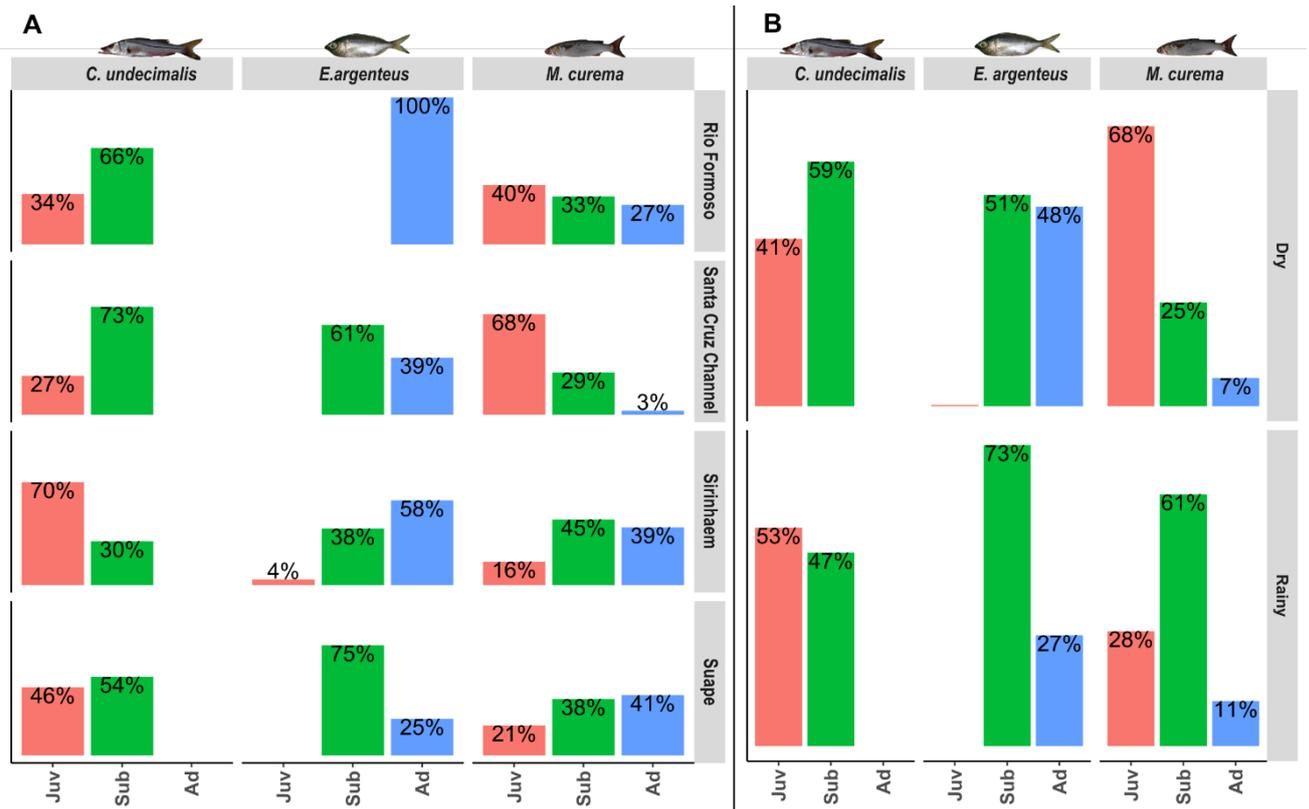 A
C. undecimalis E.argenteus M. curema
34% 66% 100% 40% 33% 27% Rio Formoso
27% 73% 61% 39% 68% 29% 3% Santa Cruz Channel
70% 30% 4% 38% 58% 16% 45% 39% Sirinhaem
46% 54% 75% 25% 21% 38% 41% Suape
Juv Sub Ad Juv Sub Ad Juv Sub Ad
B
C. undecimalis E. argenteus M. curema
41% 59% 51% 48% 68% 25% 7% Dry
53% 47% 73% 27% 28% 61% 11% Rainy
Juv Sub Ad Juv Sub Ad Juv Sub Ad